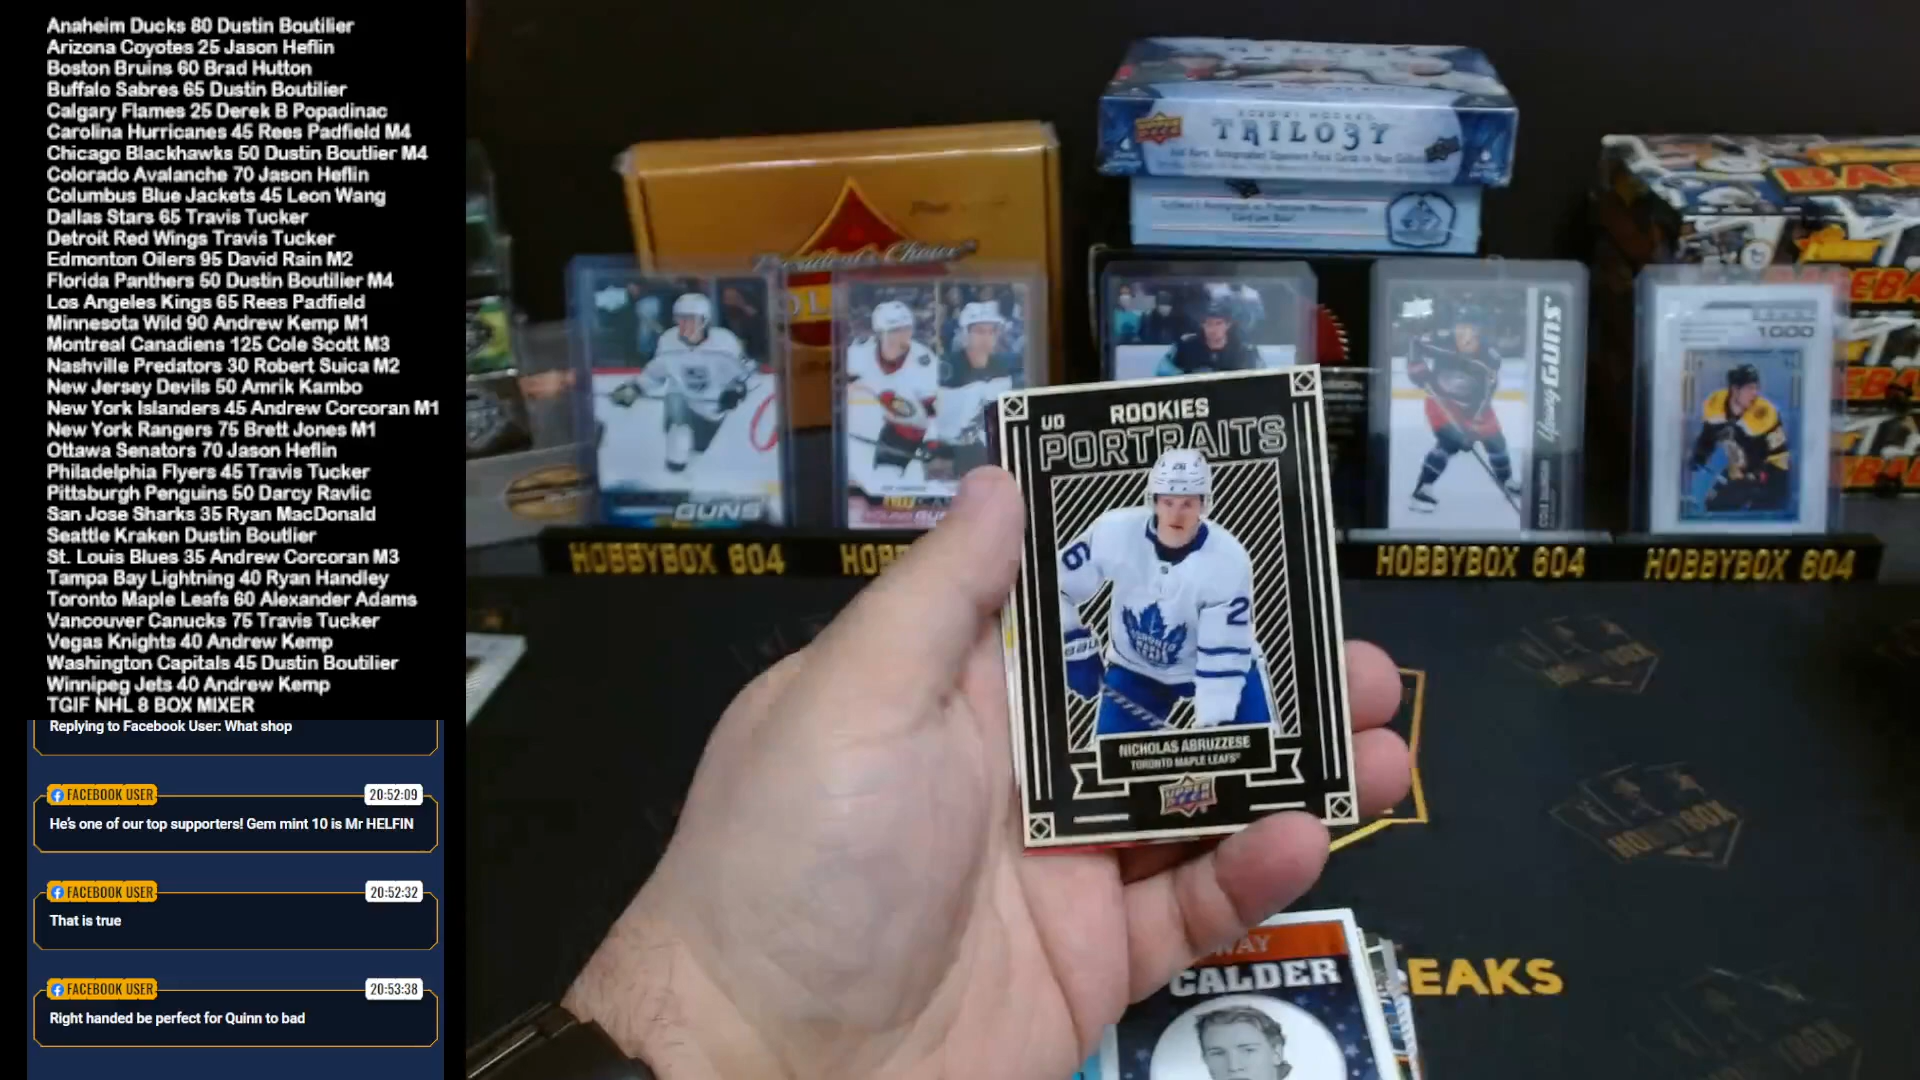 Anaheim Ducks 80 Dustin Boutilier
Arizona Coyotes 25 Jason Heflin
Boston Bruins 60 Brad Hutton
Buffalo Sabres 65 Dustin Boutilier
Calgary Flames 25 Derek B Popadinac
Carolina Hurricanes 45 Rees Padfield M4
Chicago Blackhawks 50 Dustin Boutlier M4
Colorado Avalanche 70 Jason Heflin
Columbus Blue Jackets 45 Leon Wang
Dallas Stars 65 Travis Tucker
Detroit Red Wings Travis Tucker
Edmonton Oilers 95 David Rain M2
Florida Panthers 50 Dustin Boutilier M4
Los Angeles Kings 65 Rees Padfield
Minnesota Wild 90 Andrew Kemp M1
Montreal Canadiens 125 Cole Scott M3
Nashville Predators 30 Robert Suica M2
New Jersey Devils 50 Amrik Kambo
New York Islanders 45 Andrew Corcoran M1
New York Rangers 75 Brett Jones M1
Ottawa Senators 70 Jason Heflin
Philadelphia Flyers 45 Travis Tucker
Pittsburgh Penguins 50 Darcy Ravlic
San Jose Sharks 35 Ryan MacDonald
Seattle Kraken Dustin Boutlier
St. Louis Blues 35 Andrew Corcoran M3
Tampa Bay Lightning 40 Ryan Handley
Toronto Maple Leafs 60 Alexander Adams
Vancouver Canucks 75 Travis Tucker
Vegas Knights 40 Andrew Kemp
Washington Capitals 45 Dustin Boutilier
Winnipeg Jets 40 Andrew Kemp
TGIF NHL 8 BOX MIXER
Replying to Facebook User: What shop
FACEBOOK USER 20:52:09
He's one of our top supporters! Gem mint 10 is Mr HELFIN
FACEBOOK USER 20:52:32
That is true
FACEBOOK USER 20:53:38
Right handed be perfect for Quinn to bad
TRILOGY
President's Choice
GUNS
Young GUNS
1000
HOBBYBOX 604
HOBBYBOX 604
HOBBYBOX 604
UD ROOKIES
PORTRAITS
26
NICHOLAS ABRUZZESE
TORONTO MAPLE LEAFS
UPPER DECK
CALDER
EAKS